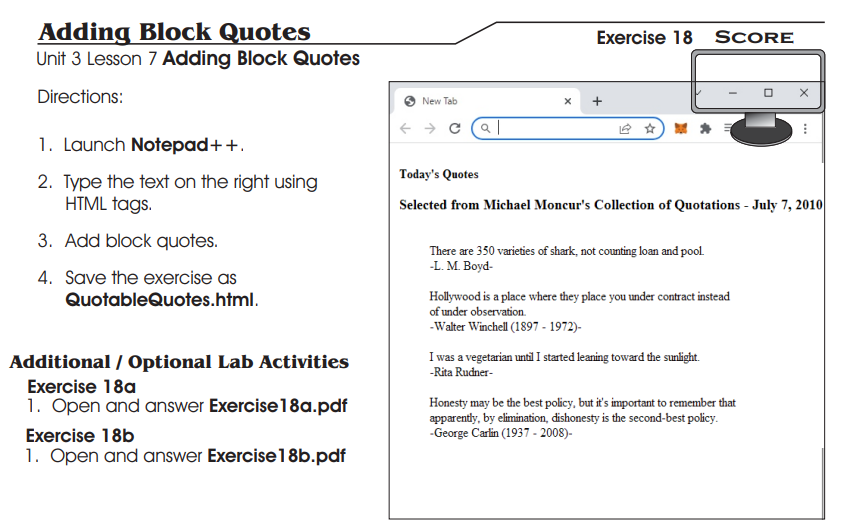 Adding Block Quotes
Exercise 18 SCORE
Unit 3 Lesson 7 Adding Block Quotes
Directions:
1. Launch Notepad++.
2. Type the text on the right using
HTML tags.
3. Add block quotes.
4. Save the exercise as
QuotableQuotes.html.
Additional / Optional Lab Activities
Exercise 18a
1. Open and answer Exercise18a.pdf
Exercise 18b
1. Open and answer Exercise18b.pdf
New Tab
Today's Quotes
Selected from Michael Moncur's Collection of Quotations - July 7, 2010
There are 350 varieties of shark, not counting loan and pool.
-L. M. Boyd-
Hollywood is a place where they place you under contract instead
of under observation.
-Walter Winchell (1897 - 1972)-
I was a vegetarian until I started leaning toward the sunlight.
-Rita Rudner-
Honesty may be the best policy, but it's important to remember that
apparently, by elimination, dishonesty is the second-best policy.
-George Carlin (1937 - 2008)-